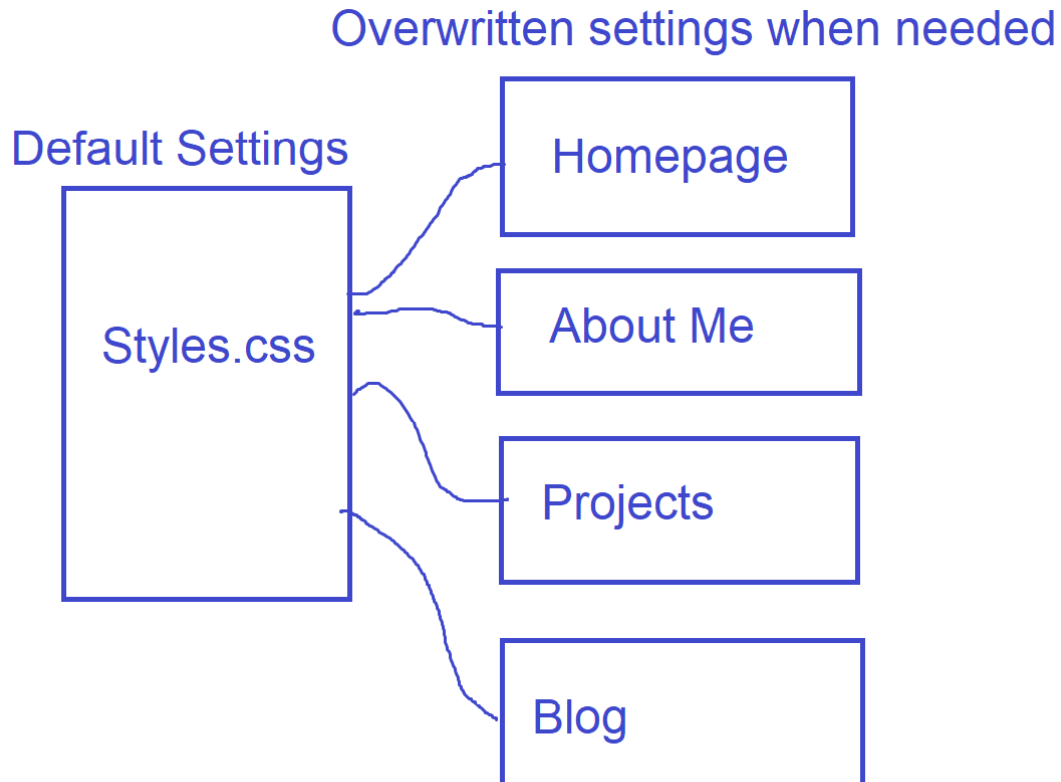 Overwritten settings when needed
Default Settings
Styles.css
Homepage
About Me
Projects
Blog